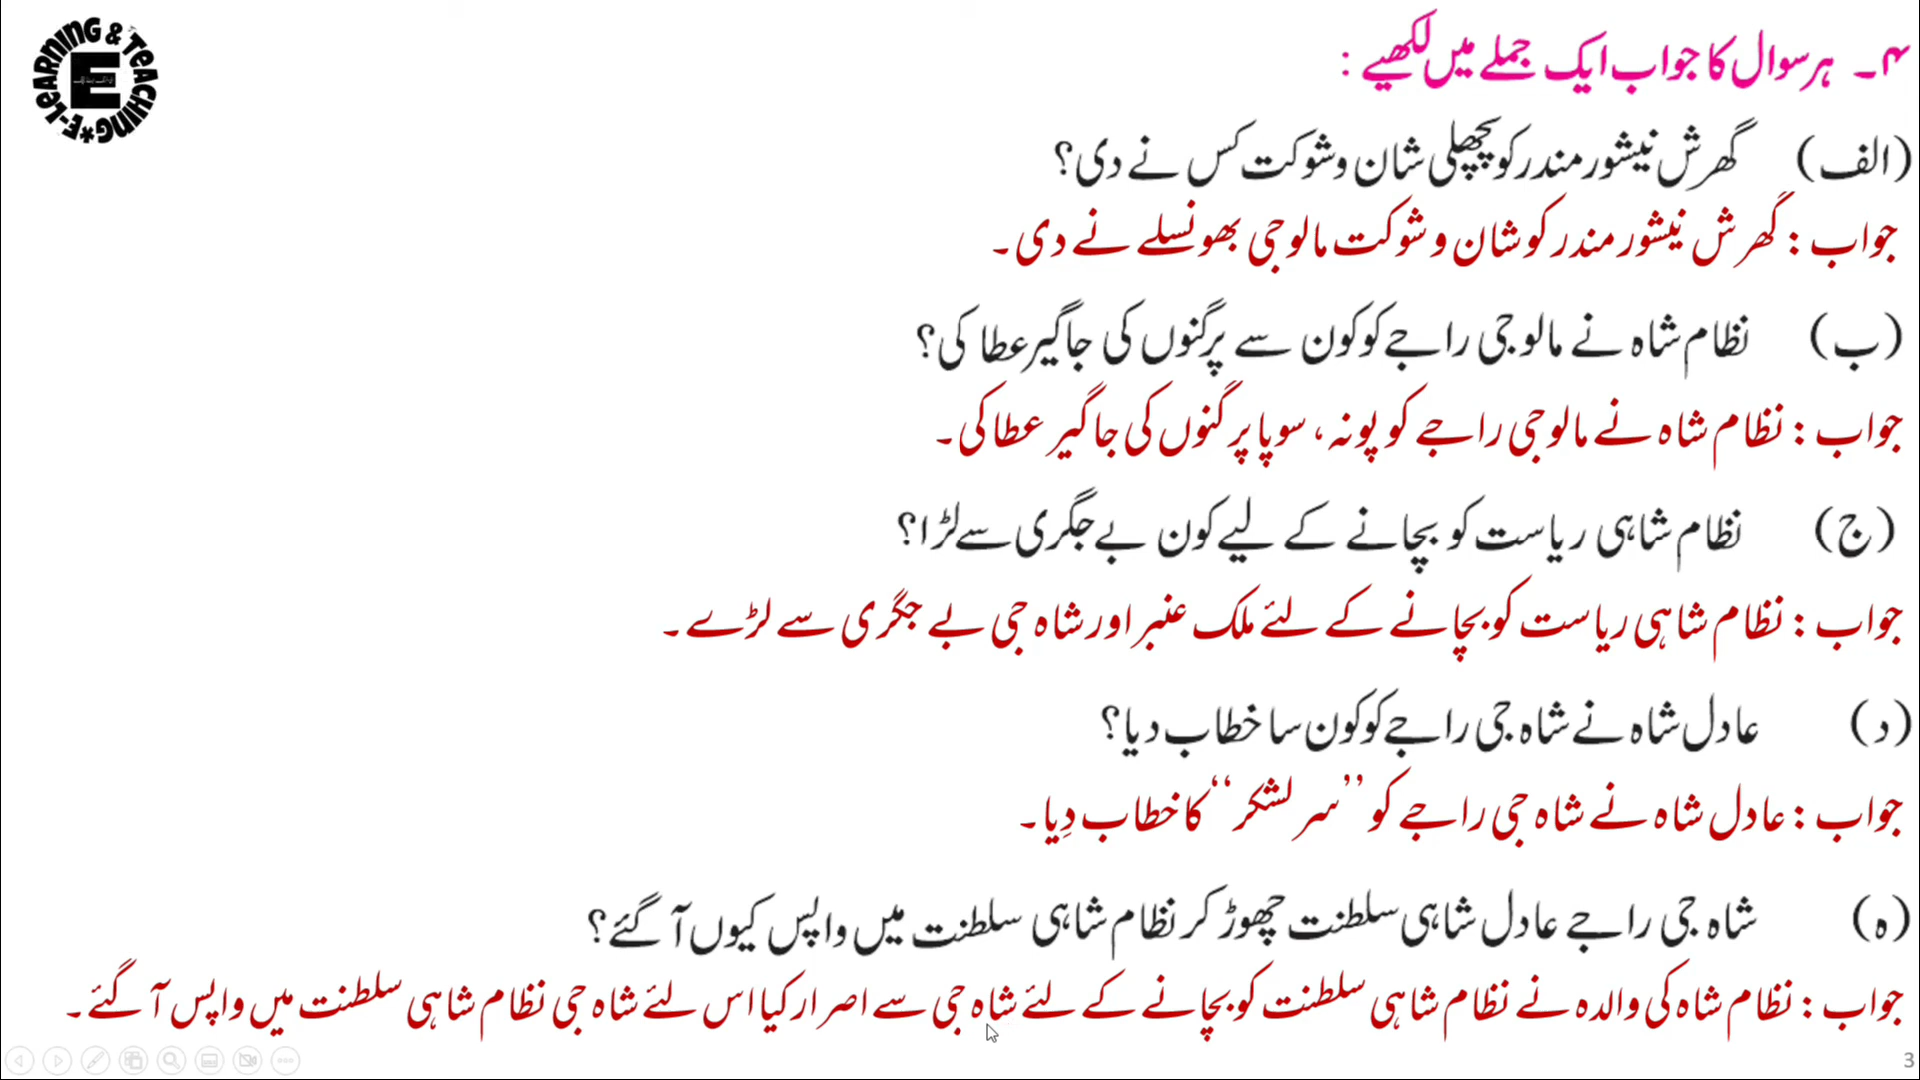 E-LeARNING & TeACHING*
E
۴۔ ہر سوال کا جواب ایک جملے میں لکھیے :
(الف) گھرش نیشور مندر کو پچھلی شان و شوکت کس نے دی؟
جواب : گھرش نیشور مندر کو شان و شوکت مالوجی بھونسلے نے دی۔
(ب) نظام شاہ نے مالوجی راجے کو کون سے پرگنوں کی جاگیر عطا کی؟
جواب : نظام شاہ نے مالوجی راجے کو پونہ، سوپا پرگنوں کی جاگیر عطا کی۔
(ج) نظام شاہی ریاست کو بچانے کے لیے کون بے جگری سے لڑا؟
جواب : نظام شاہی ریاست کو بچانے کے لئے ملک عنبر اور شاہ جی بے جگری سے لڑے۔
(د) عادل شاہ نے شاہ جی راجے کو کون سا خطاب دیا؟
جواب : عادل شاہ نے شاہ جی راجے کو ’’سر لشکر‘‘ کا خطاب دِیا۔
(ہ) شاہ جی راجے عادل شاہی سلطنت چھوڑ کر نظام شاہی سلطنت میں واپس کیوں آگئے؟
جواب : نظام شاہ کی والدہ نے نظام شاہی سلطنت کو بچانے کے لئے شاہ جی سے اصرار کیا اس لئے شاہ جی نظام شاہی سلطنت میں واپس آگئے۔
3